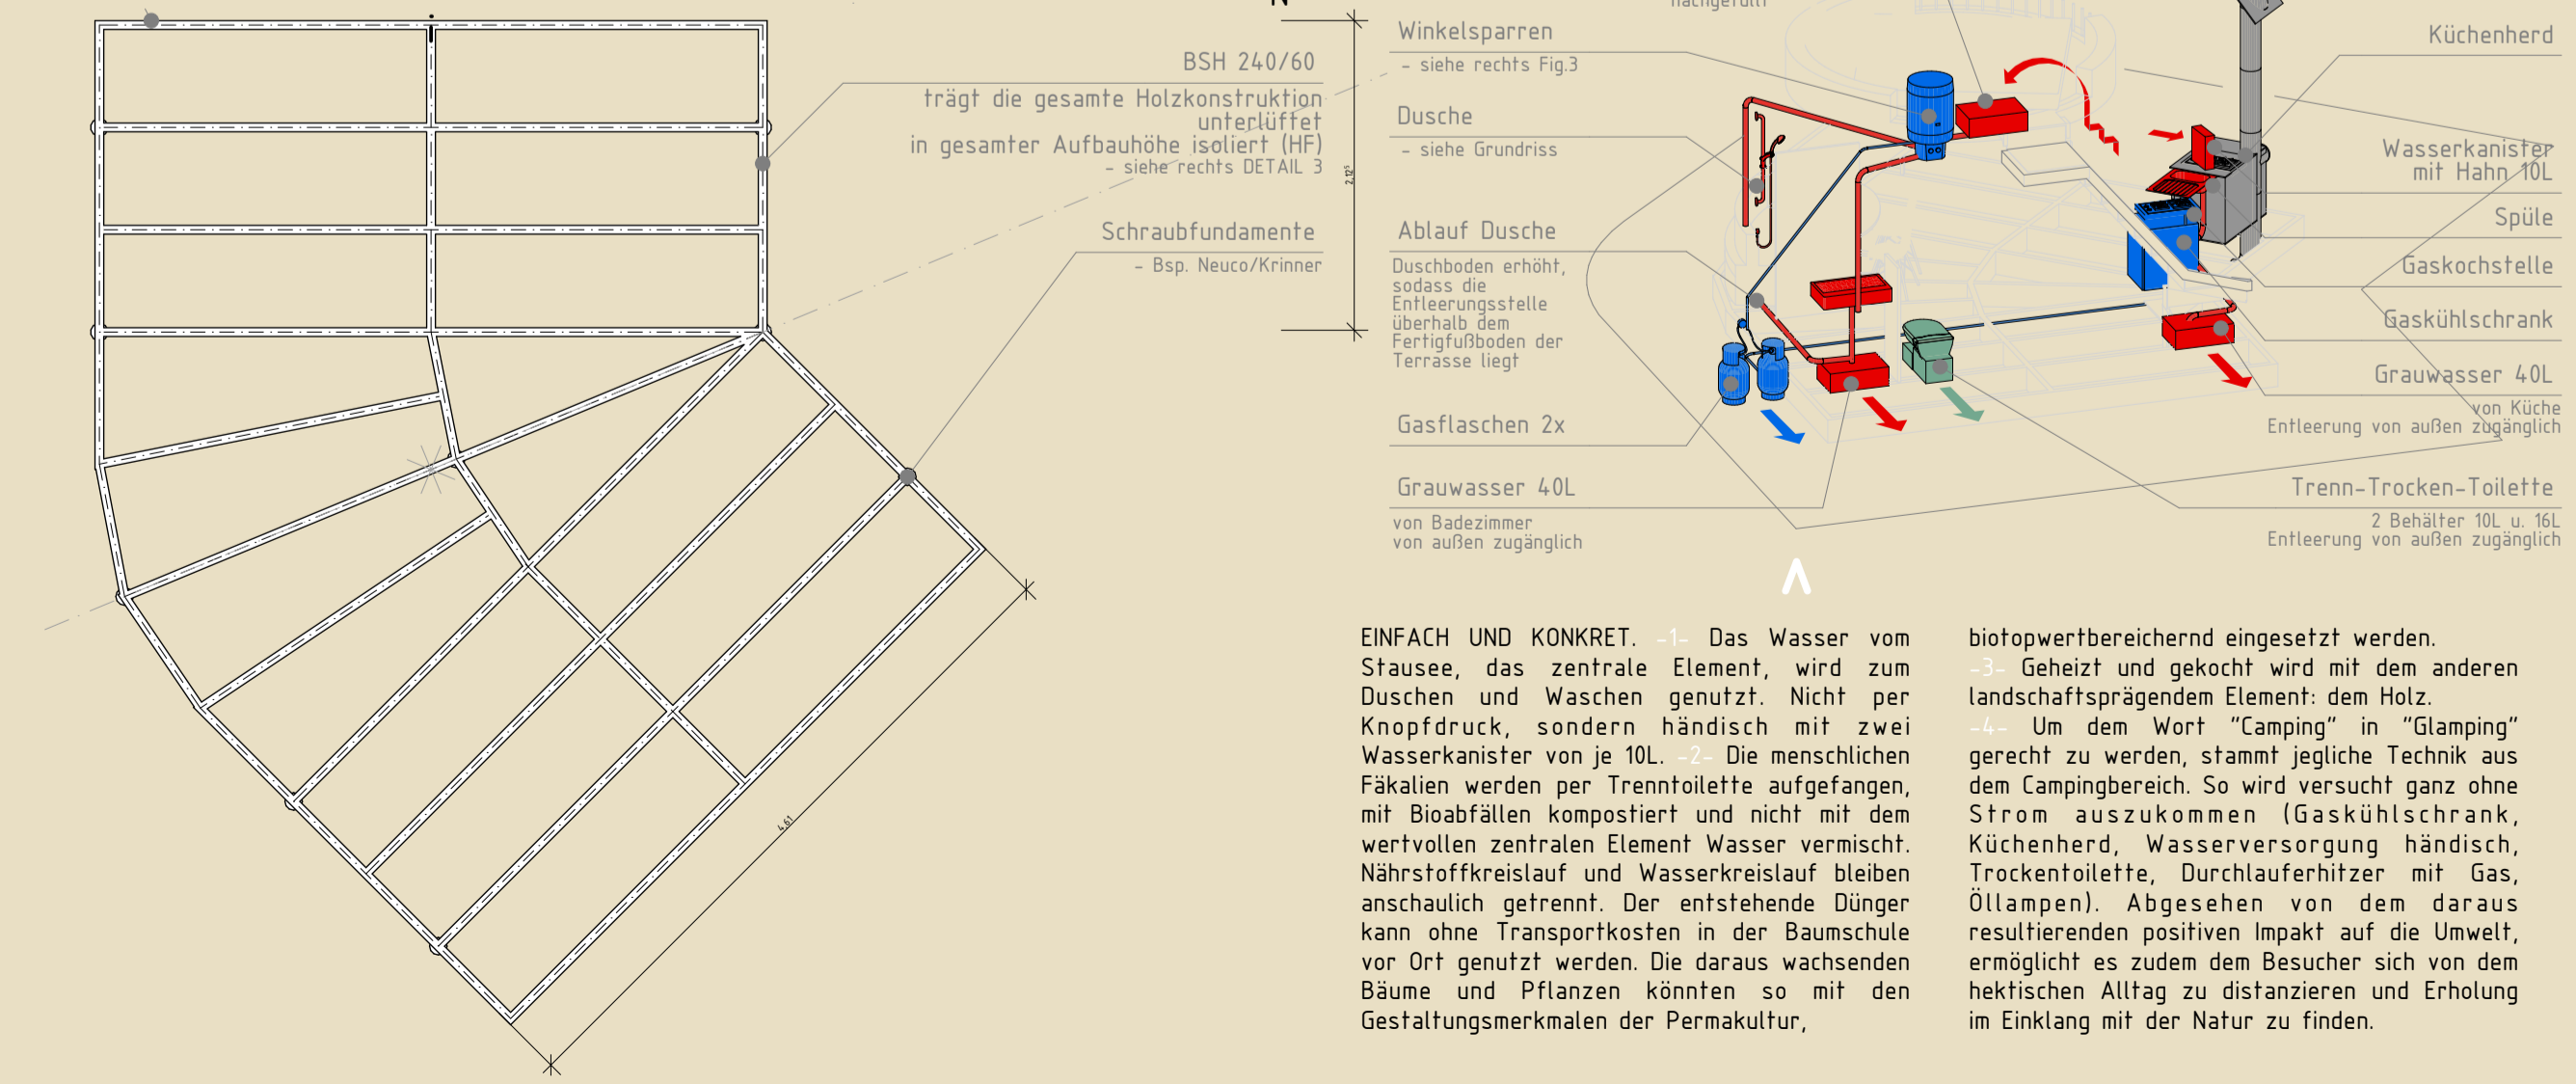 BSH 240/60
trägt die gesamte Holzkonstruktion
unterlüftet
in gesamter Aufbauhöhe isoliert (HF)
- siehe rechts DETAIL 3
Schraubfundamente
- Bsp. Neuco/Krinner
2,12⁵
4,61
N
nachgefüllt
Winkelsparren
- siehe rechts Fig.3
Dusche
- siehe Grundriss
Ablauf Dusche
Duschboden erhöht,
sodass die
Entleerungsstelle
überhalb dem
Fertigfußboden der
Terrasse liegt
Gasflaschen 2x
Grauwasser 40L
von Badezimmer
von außen zugänglich
Küchenherd
Wasserkanister
mit Hahn 10L
Spüle
Gaskochstelle
Gaskühlschrank
Grauwasser 40L
von Küche
Entleerung von außen zugänglich
Trenn-Trocken-Toilette
2 Behälter 10L u. 16L
Entleerung von außen zugänglich
EINFACH UND KONKRET. -1- Das Wasser vom
Stausee, das zentrale Element, wird zum
Duschen und Waschen genutzt. Nicht per
Knopfdruck, sondern händisch mit zwei
Wasserkanister von je 10L. -2- Die menschlichen
Fäkalien werden per Trenntoilette aufgefangen,
mit Bioabfällen kompostiert und nicht mit dem
wertvollen zentralen Element Wasser vermischt.
Nährstoffkreislauf und Wasserkreislauf bleiben
anschaulich getrennt. Der entstehende Dünger
kann ohne Transportkosten in der Baumschule
vor Ort genutzt werden. Die daraus wachsenden
Bäume und Pflanzen könnten so mit den
Gestaltungsmerkmalen der Permakultur,
biotopwertbereichernd eingesetzt werden.
-3- Geheizt und gekocht wird mit dem anderen
landschaftsprägendem Element: dem Holz.
-4- Um dem Wort "Camping" in "Glamping"
gerecht zu werden, stammt jegliche Technik aus
dem Campingbereich. So wird versucht ganz ohne
Strom auszukommen (Gaskühlschrank,
Küchenherd, Wasserversorgung händisch,
Trockentoilette, Durchlauferhitzer mit Gas,
Öllampen). Abgesehen von dem daraus
resultierenden positiven Impakt auf die Umwelt,
ermöglicht es zudem dem Besucher sich von dem
hektischen Alltag zu distanzieren und Erholung
im Einklang mit der Natur zu finden.